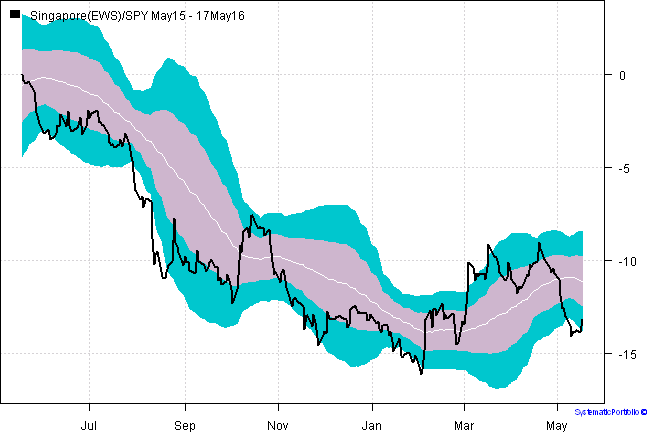 Singapore(EWS)/SPY May15 - 17May16
0
-5
-10
-15
Jul Sep Nov Jan Mar May
SystematicPortfolio ©